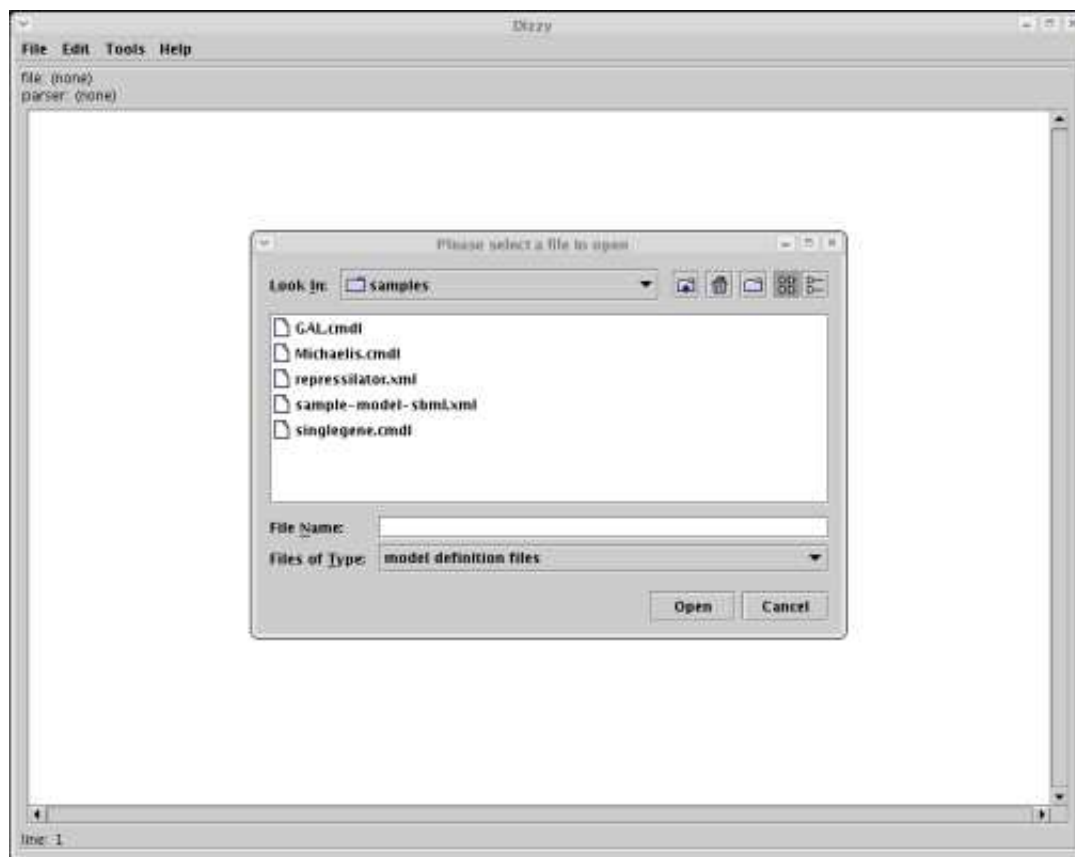 Dizzy
File Edit Tools Help
file: (none)
parser: (none)
Please select a file to open
Look In: samples
GAL.cmdl
Michaelis.cmdl
repressilator.xml
sample-model-sbml.xml
singlegene.cmdl
File Name:
Files of Type: model definition files
Open Cancel
line: 1